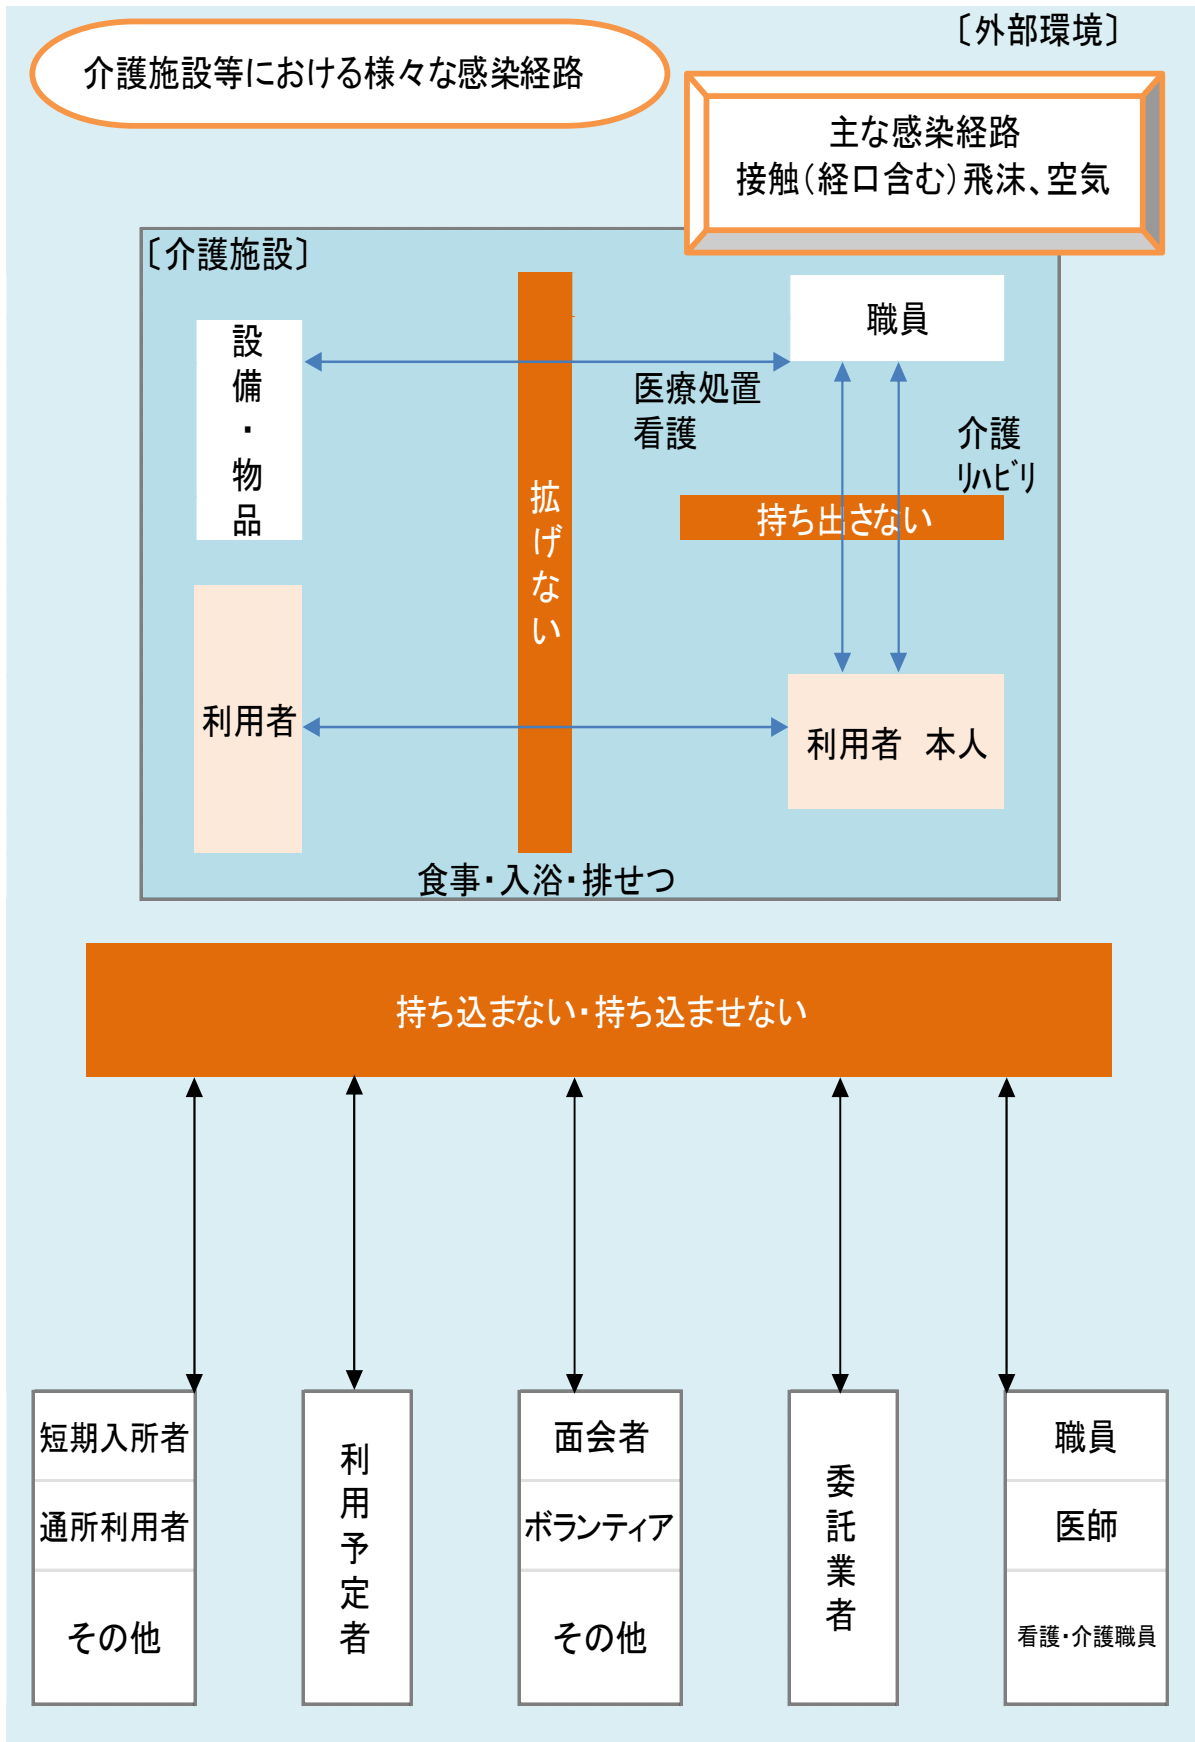 〔外部環境〕
介護施設等における様々な感染経路
主な感染経路
接触（経口含む）飛沫、空気
〔介護施設〕
設備・物品
職員
医療処置
看護
介護
ﾘﾊﾋﾞﾘ
拡げない
持ち出さない
利用者
利用者　本人
食事・入浴・排せつ
持ち込まない・持ち込ませない
短期入所者
通所利用者
その他
利用予定者
面会者
ボランティア
その他
委託業者
職員
医師
看護・介護職員